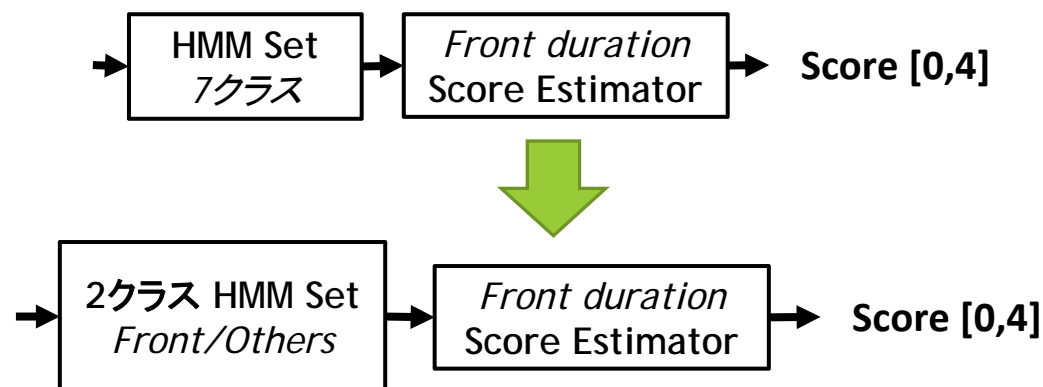 HMM Set
7クラス
Front duration
Score Estimator
Score [0,4]
2クラス HMM Set
Front/Others
Front duration
Score Estimator
Score [0,4]